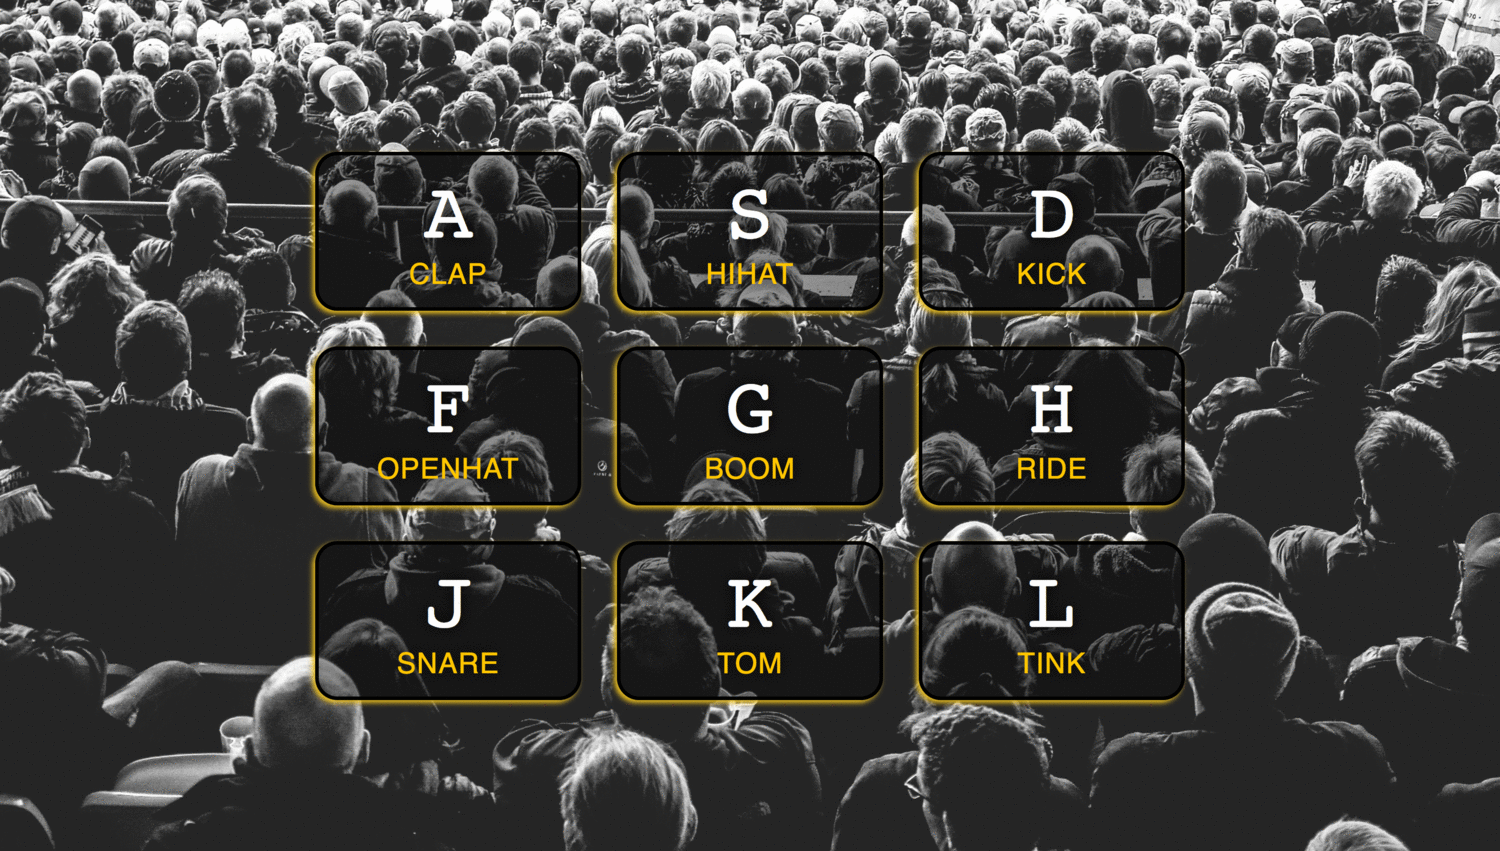 A
CLAP
S
HIHAT
D
KICK
F
OPENHAT
G
BOOM
H
RIDE
J
SNARE
K
TOM
L
TINK